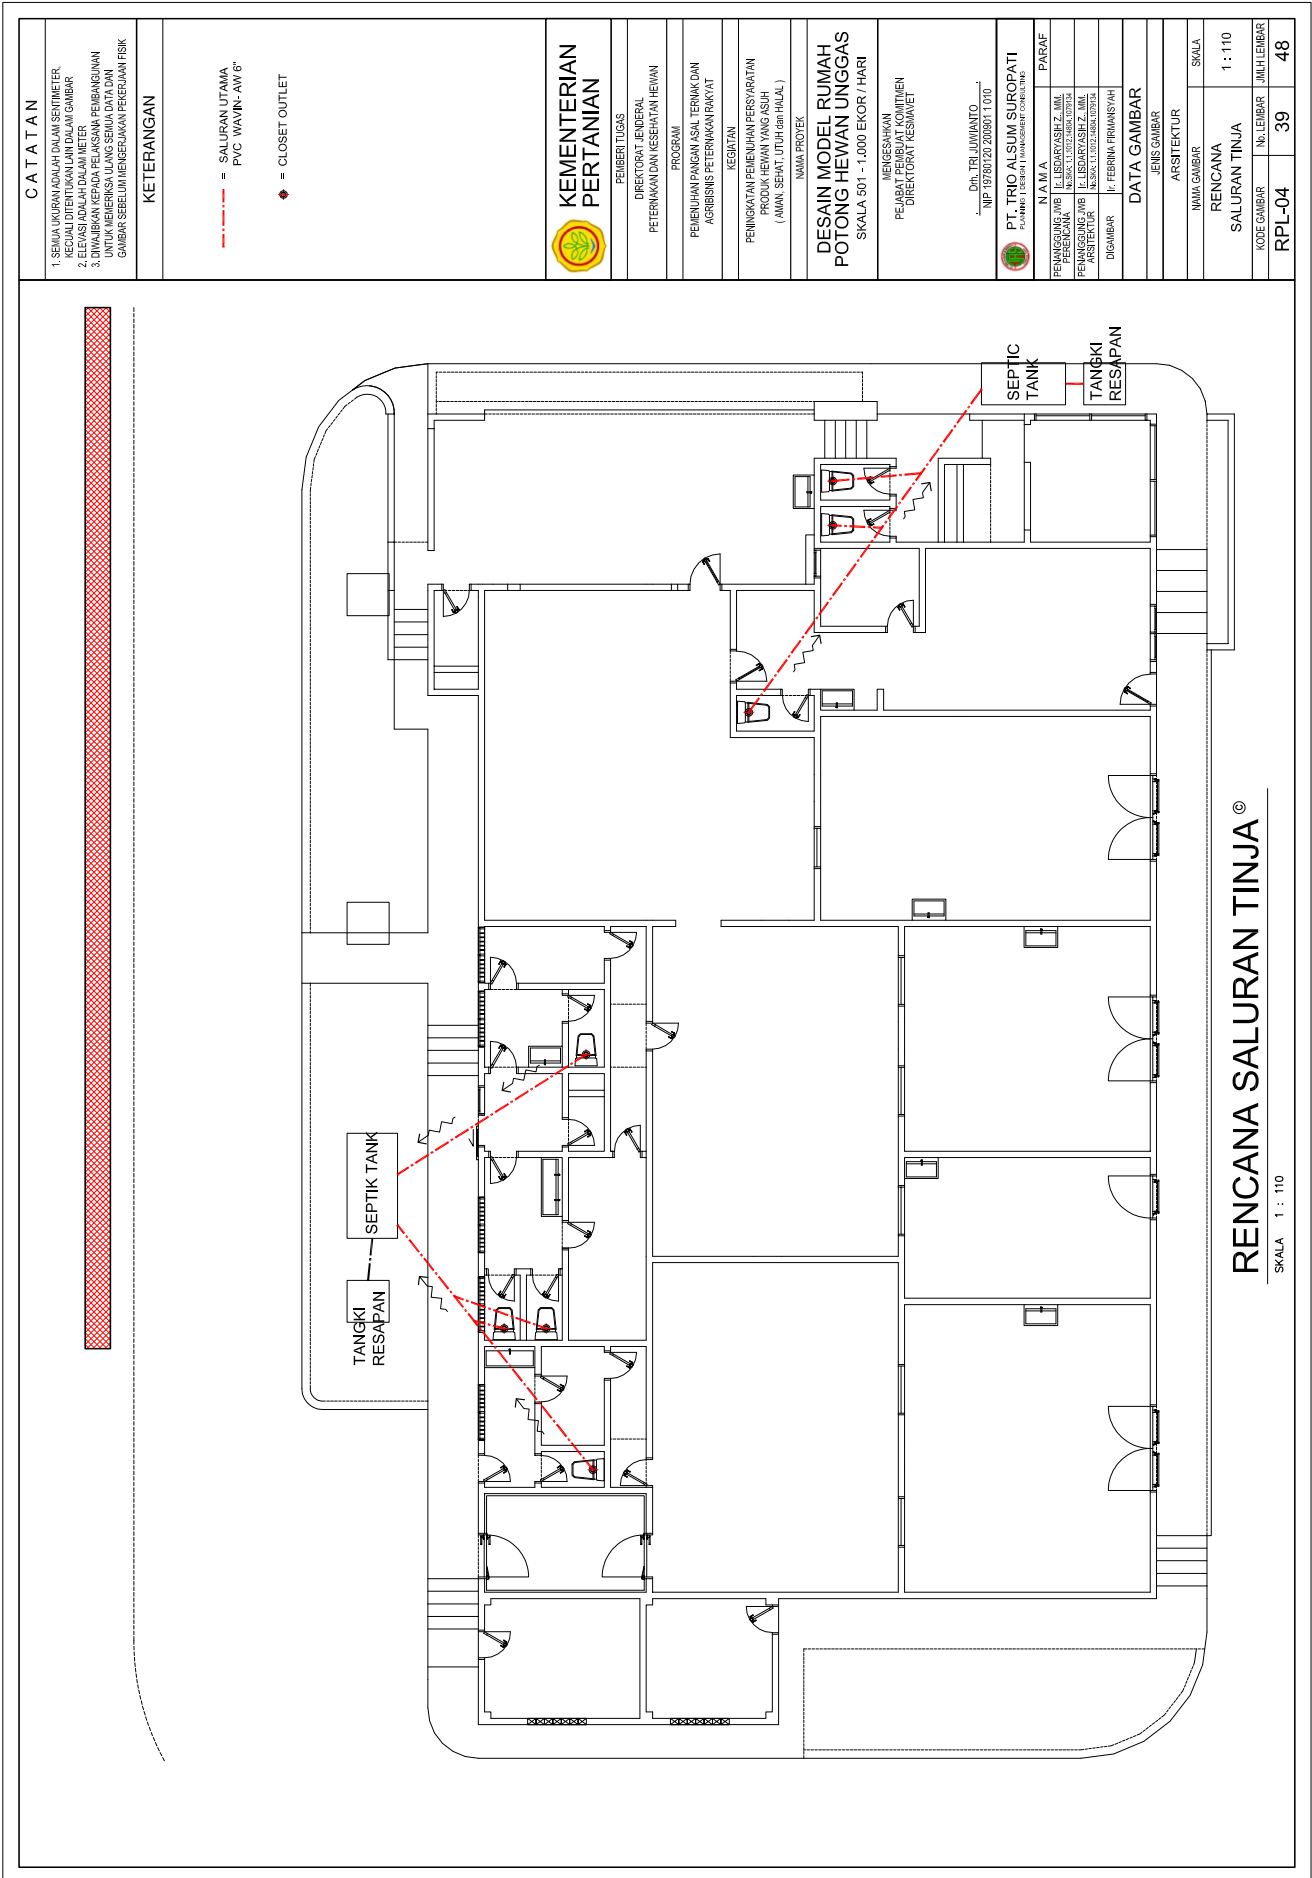 C A T A T A N
1. SEMUA UKURAN ADALAH DALAM SENTIMETER,
KECUALI DITENTUKAN LAIN DALAM GAMBAR
2. ELEVASI ADALAH DALAM METER
3. DIWAJIBKAN KEPADA PELAKSANA PEMBANGUNAN
UNTUK MEMERIKSA ULANG SEMUA DATA DAN
GAMBAR SEBELUM MENGERJAKAN PEKERJAAN FISIK
KETERANGAN
= SALURAN UTAMA
PVC WAVIN- AW 6"
= CLOSET OUTLET
KEMENTERIAN
PERTANIAN
PEMBERI TUGAS
DIREKTORAT JENDERAL
PETERNAKAN DAN KESEHATAN HEWAN
PROGRAM
PEMENUHAN PANGAN ASAL TERNAK DAN
AGRIBISNIS PETERNAKAN RAKYAT
KEGIATAN
PENINGKATAN PEMENUHAN PERSYARATAN
PRODUK HEWAN YANG ASUH
( AMAN, SEHAT, UTUH dan HALAL )
NAMA PROYEK
DESAIN MODEL RUMAH
POTONG HEWAN UNGGAS
SKALA 501 - 1.000 EKOR / HARI
MENGESAHKAN
PEJABAT PEMBUAT KOMITMEN
DIREKTORAT KESMAVET
Drh. TRI JUWIANTO
NIP 19780120 200901 1 010
PT. TRIO ALSUM SUROPATI
PLANNING | DESIGN | MANAGEMENT CONSULTING
N A M A
PARAF
PENANGGUNG JWB
PERENCANA
Ir. LISDARYASIH Z., MM.
PENANGGUNG JWB
ARSITEKTUR
Ir. LISDARYASIH Z., MM.
DIGAMBAR
Ir. FEBRINA FIRMANSYAH
DATA GAMBAR
JENIS GAMBAR
ARSITEKTUR
NAMA GAMBAR
SKALA
RENCANA
SALURAN TINJA
1 : 110
KODE GAMBAR
No. LEMBAR
JMLH LEMBAR
RPL-04
39
48
SEPTIC
TANK
TANGKI
RESAPAN
SEPTIK TANK
TANGKI
RESAPAN
RENCANA SALURAN TINJA ©
SKALA 1 : 110